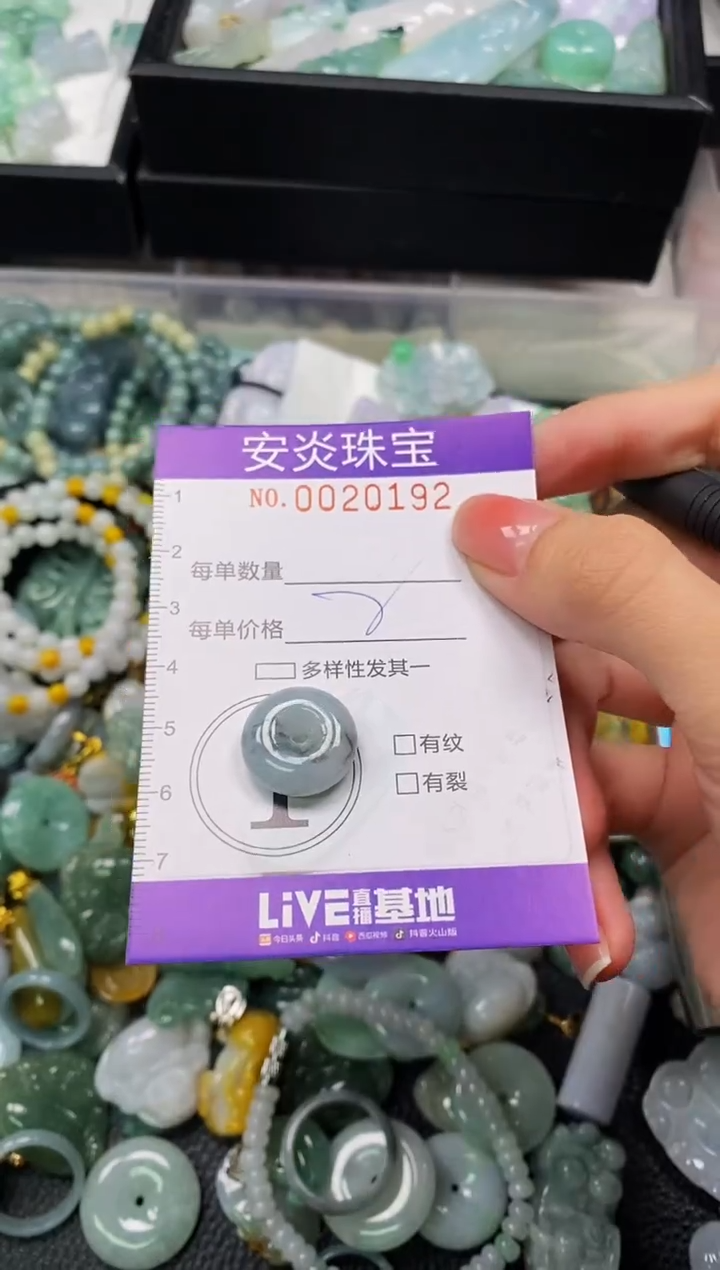 安炎珠宝
NO.0020192
1
2
每单数量
3
每单价格
4
多样性发其一
5
有纹
有裂
6
7
LiVE直播基地
今日头条 抖音 西瓜视频 抖音火山版